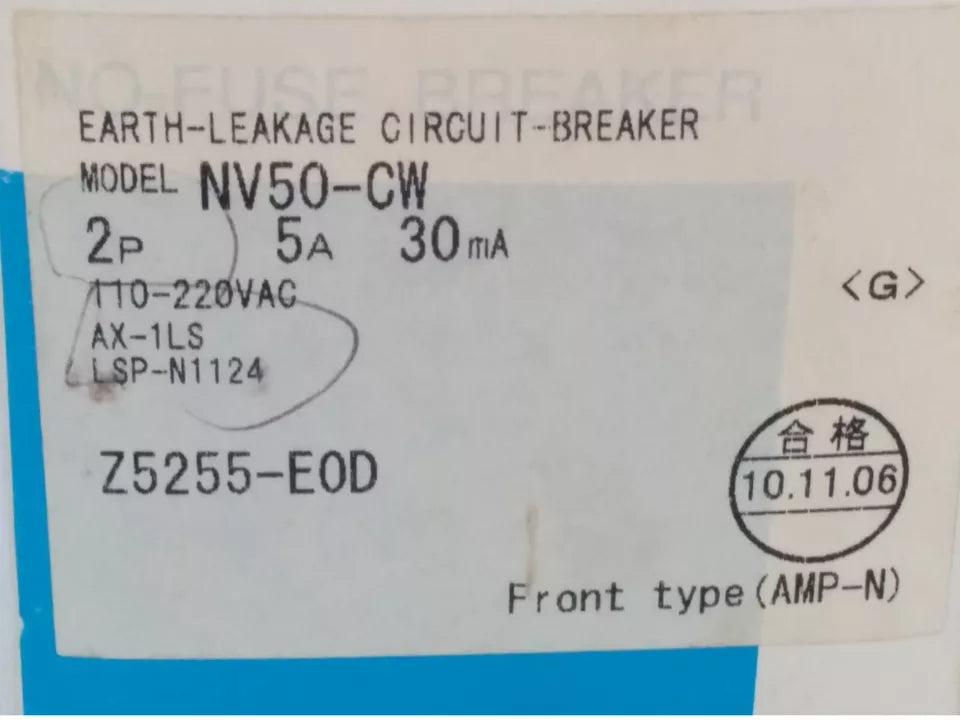 NO-FUSE BREAKER
EARTH-LEAKAGE CIRCUIT-BREAKER
MODEL NV50-CW
2P 5A 30mA
110-220VAC
<G>
AX-1LS
LSP-N1124
合格
Z5255-E0D
10.11.06
Front type(AMP-N)